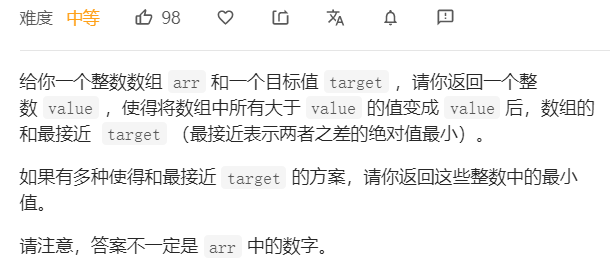 难度 中等 98
给你一个整数数组 arr 和一个目标值 target ，请你返回一个整
数 value ，使得将数组中所有大于 value 的值变成 value 后，数组的
和最接近 target （最接近表示两者之差的绝对值最小）。
如果有多种使得和最接近 target 的方案，请你返回这些整数中的最小
值。
请注意，答案不一定是 arr 中的数字。